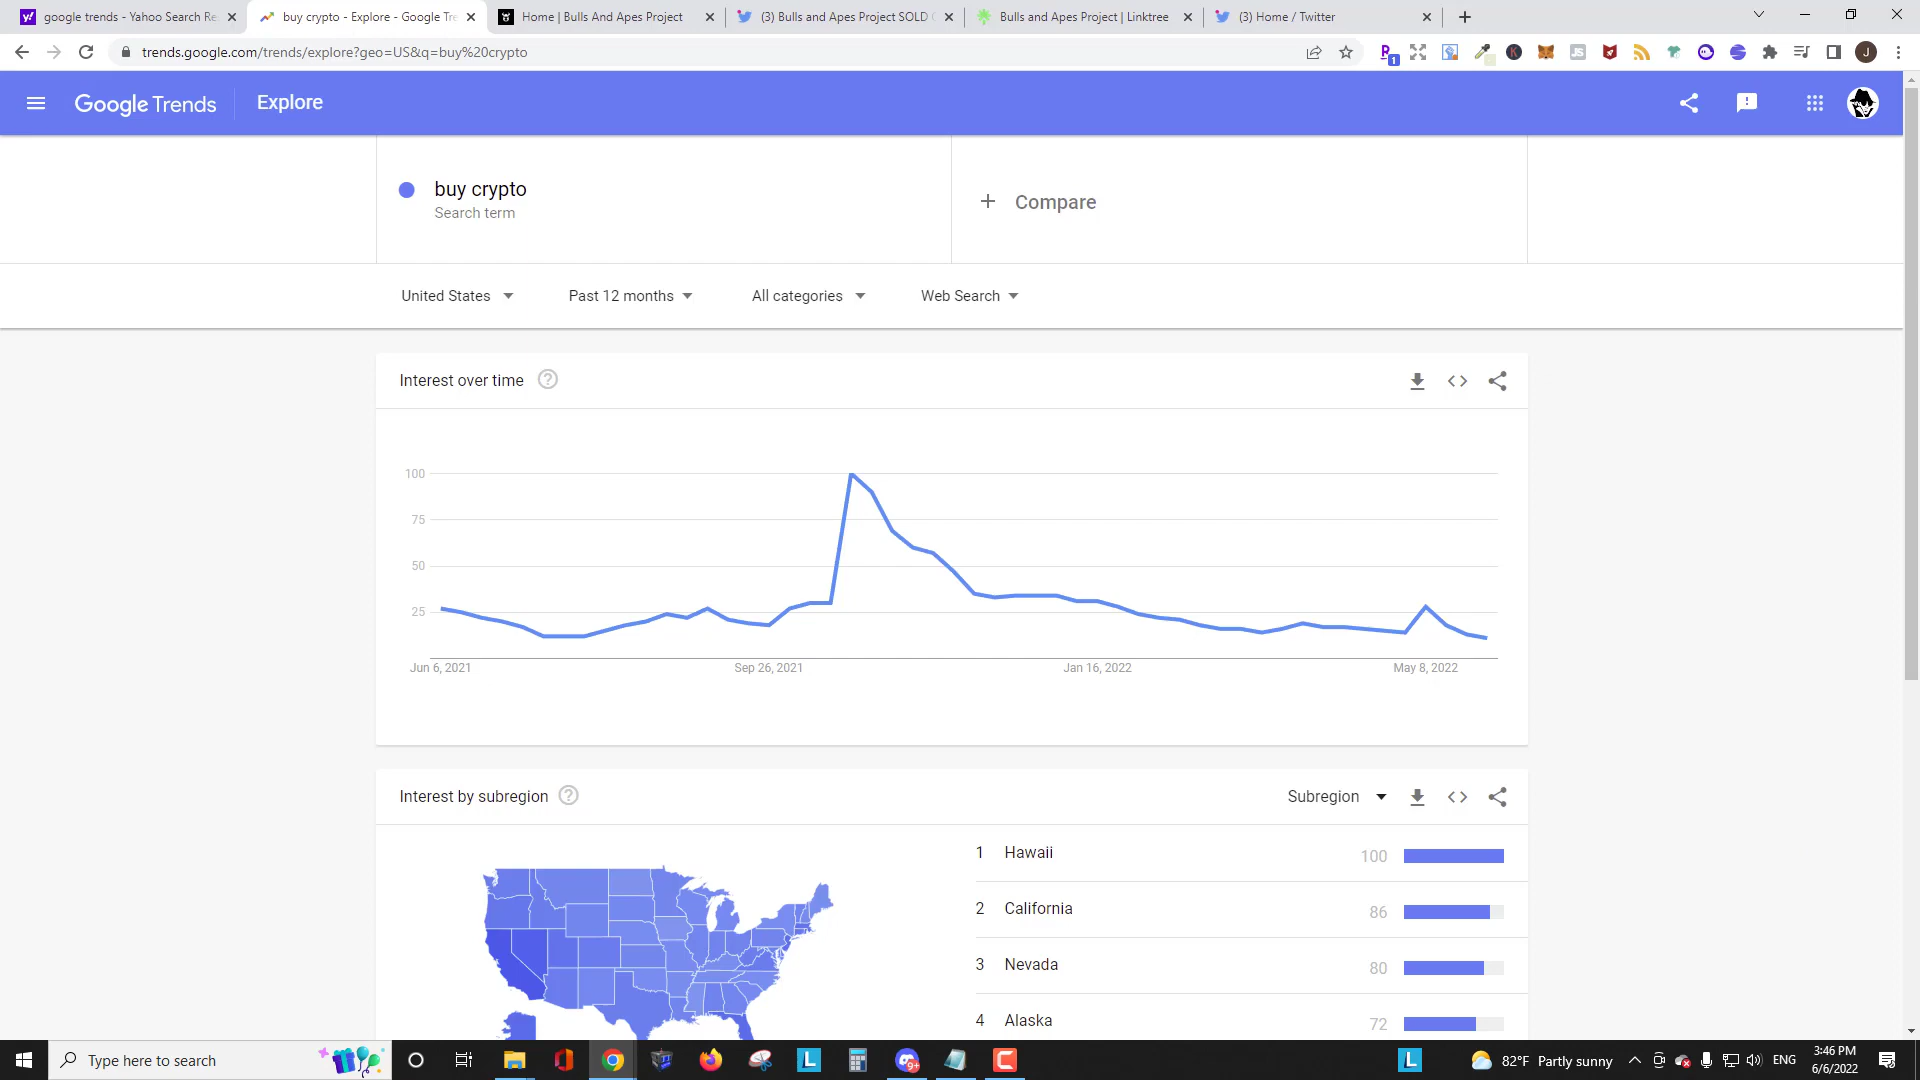 google trends - Yahoo Search Re
buy crypto - Explore - Google Tre
Home | Bulls And Apes Project
(3) Bulls and Apes Project SOLD
Bulls and Apes Project | Linktree
(3) Home / Twitter
trends.google.com/trends/explore?geo=US&q=buy%20crypto
1
J
Google Trends
Explore
buy crypto
Search term
+ Compare
United States
Past 12 months
All categories
Web Search
Interest over time
100
75
50
25
Jun 6, 2021
Sep 26, 2021
Jan 16, 2022
May 8, 2022
Interest by subregion
Subregion
1 Hawaii 100
2 California 86
3 Nevada 80
4 Alaska 72
Type here to search
L
9+
L
82°F Partly sunny
ENG
3:46 PM
6/6/2022